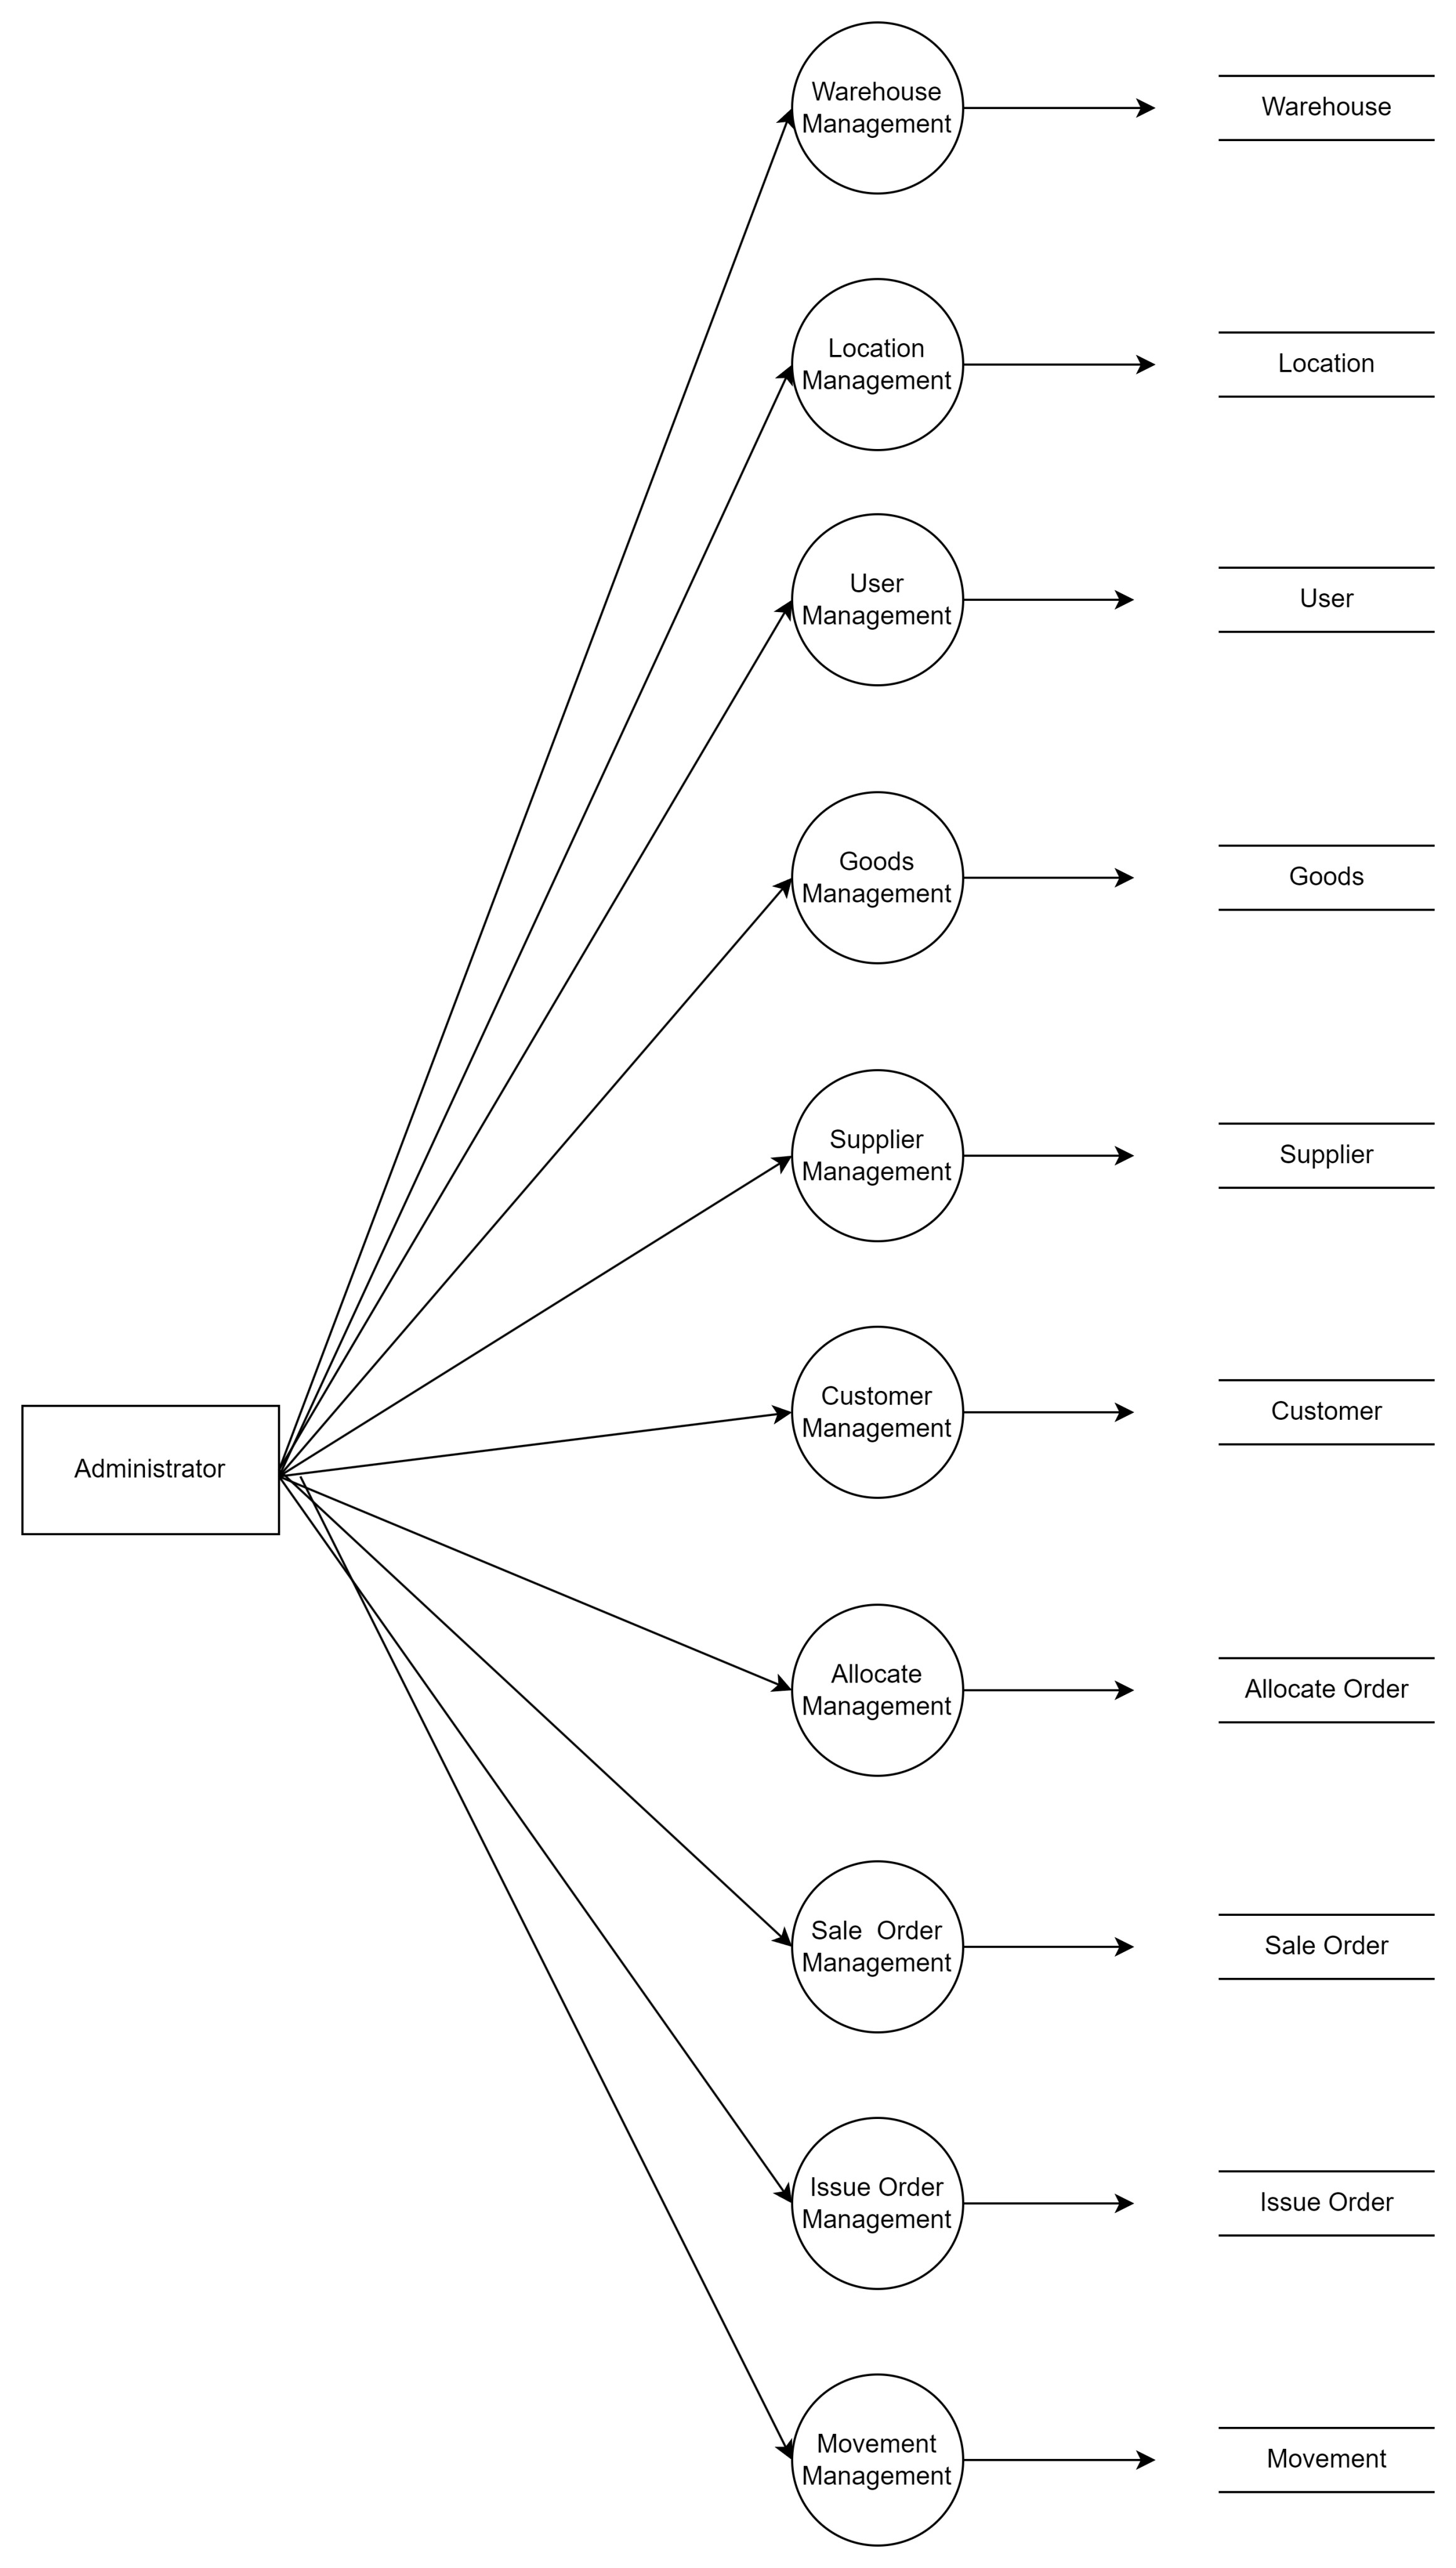 Warehouse
Management
Warehouse
Location
Management
Location
User
Management
User
Goods
Management
Goods
Supplier
Management
Supplier
Customer
Management
Customer
Administrator
Allocate
Management
Allocate Order
Sale  Order
Management
Sale Order
Issue Order
Management
Issue Order
Movement
Management
Movement